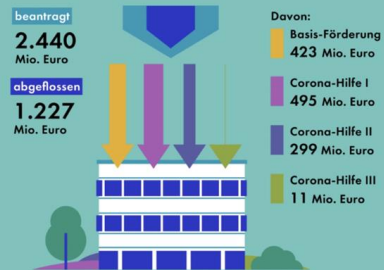 beantragt
2.440
Mio. Euro
abgeflossen
1.227
Mio. Euro
Davon:
Basis-Förderung
423 Mio. Euro
Corona-Hilfe I
495 Mio. Euro
Corona-Hilfe II
299 Mio. Euro
Corona-Hilfe III
11 Mio. Euro